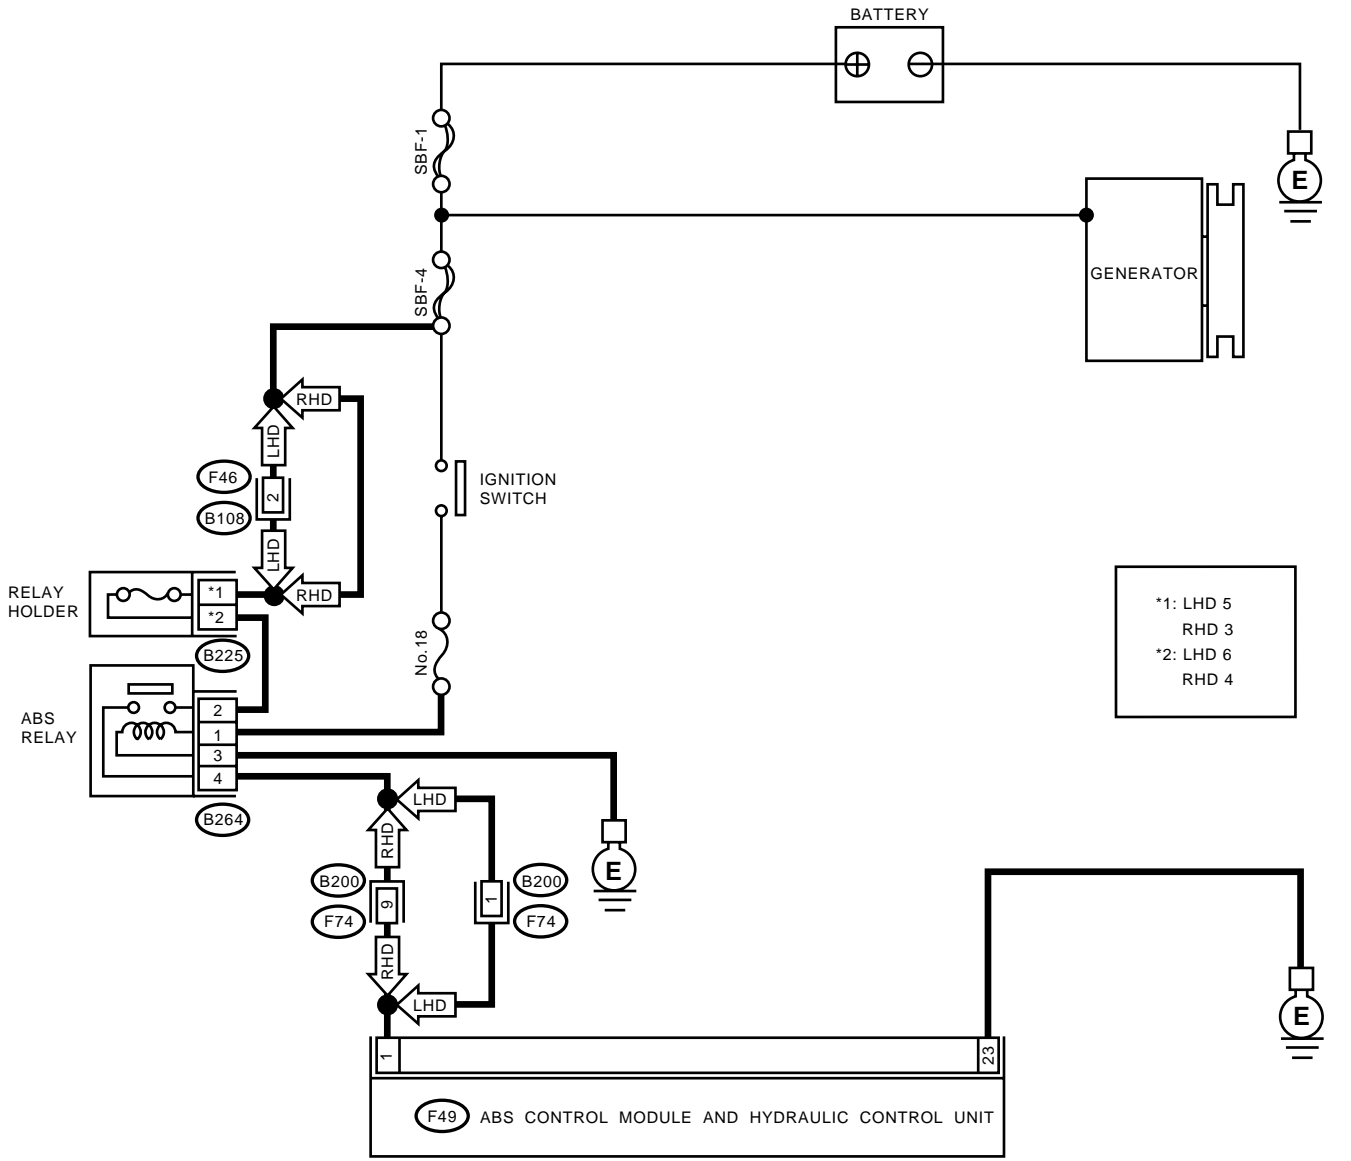 BATTERY
SBF-1
E
GENERATOR
SBF-4
RHD
LHD
F46
2
B108
LHD
RHD
IGNITION
SWITCH
RELAY
HOLDER
*1
*2
B225
No.18
*1: LHD 5
RHD 3
*2: LHD 6
RHD 4
ABS
RELAY
2
1
3
4
B264
LHD
RHD
B200
9
F74
1
B200
F74
RHD
LHD
E
E
1
23
F49 ABS CONTROL MODULE AND HYDRAULIC CONTROL UNIT